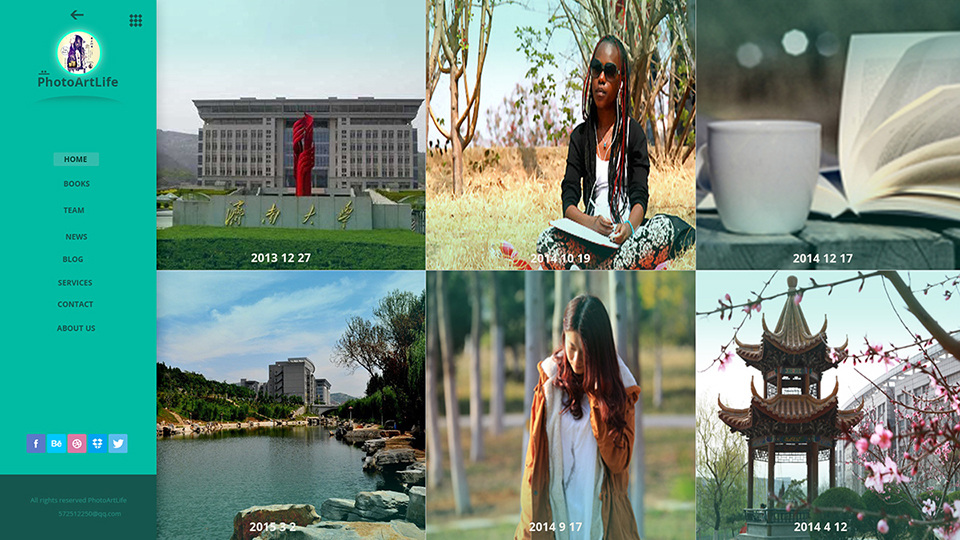 PhotoArtLife
HOME
BOOKS
TEAM
NEWS
BLOG
SERVICES
CONTACT
ABOUT US
f
Bē
All rights reserved PhotoArtLife
572512250@qq.com
濟南大學
2013 12 27
2014 10 19
2014 12 17
2015 3 2
2014 9 17
2014 4 12